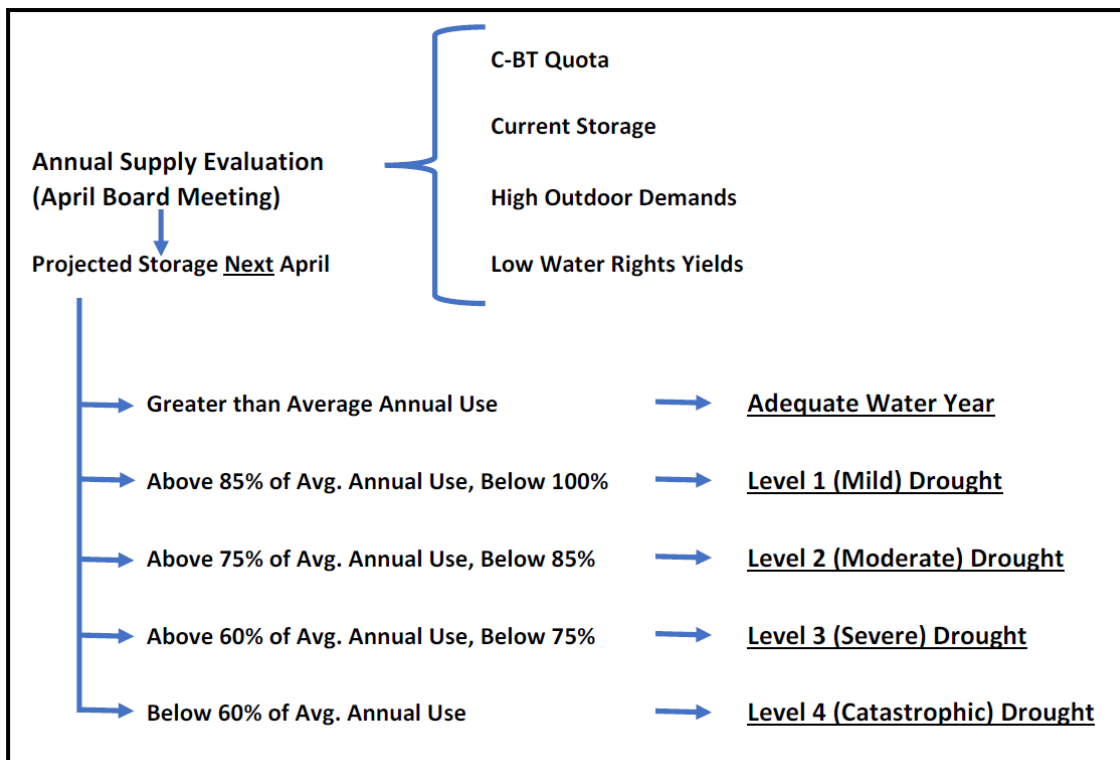 C-BT Quota
Current Storage
Annual Supply Evaluation
(April Board Meeting)
High Outdoor Demands
Projected Storage Next April
Low Water Rights Yields
Greater than Average Annual Use
Adequate Water Year
Above 85% of Avg. Annual Use, Below 100%
Level 1 (Mild) Drought
Above 75% of Avg. Annual Use, Below 85%
Level 2 (Moderate) Drought
Above 60% of Avg. Annual Use, Below 75%
Level 3 (Severe) Drought
Below 60% of Avg. Annual Use
Level 4 (Catastrophic) Drought